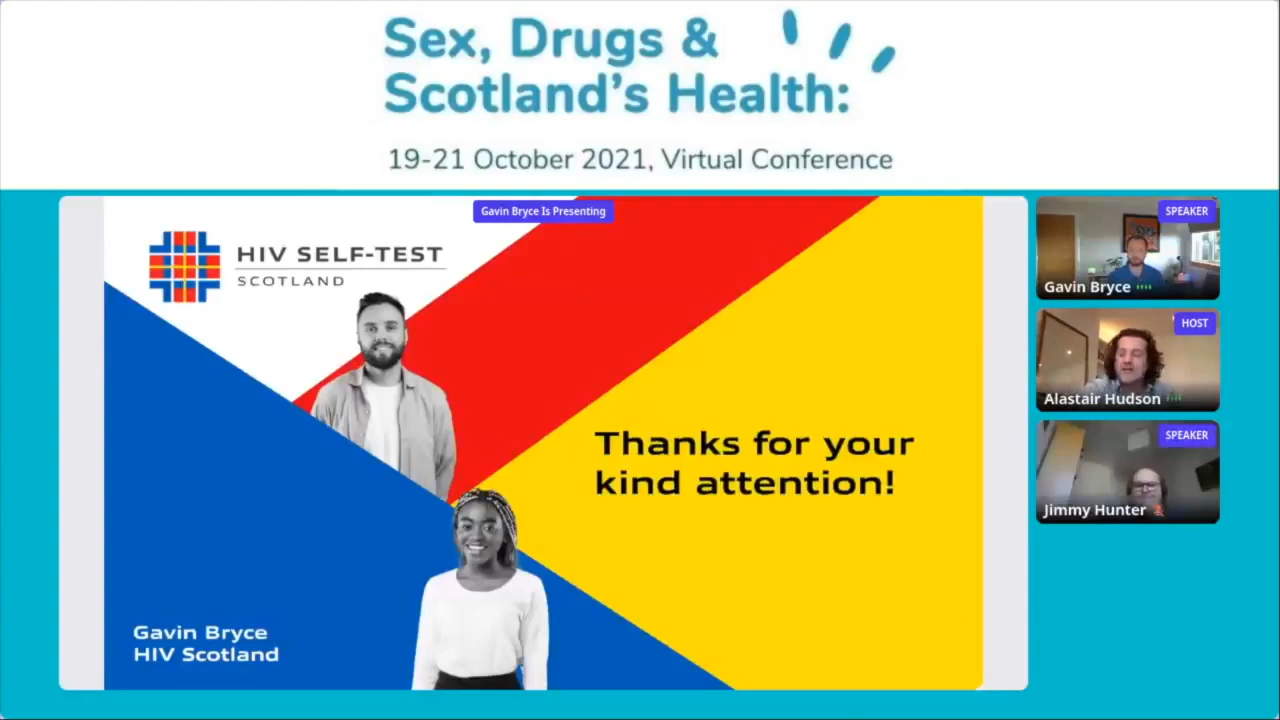 Sex, Drugs &
Scotland's Health:
19-21 October 2021, Virtual Conference
Gavin Bryce Is Presenting
HIV SELF-TEST
SCOTLAND
Thanks for your
kind attention!
Gavin Bryce
HIV Scotland
SPEAKER
Gavin Bryce
HOST
Alastair Hudson
SPEAKER
Jimmy Hunter